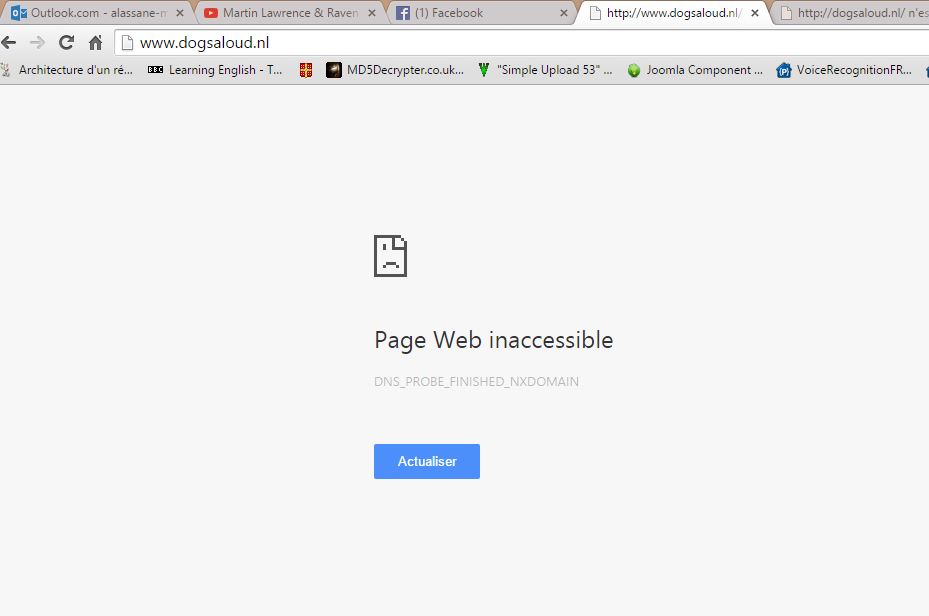 Outlook.com - alassane-m
Martin Lawrence & Raven
(1) Facebook
http://www.dogsaloud.nl/
http://dogsaloud.nl/ n'es
www.dogsaloud.nl
Architecture d'un ré...
BBC
Learning English - T...
MD5Decrypter.co.uk...
"Simple Upload 53" ...
Joomla Component ...
VoiceRecognitionFR...
Page Web inaccessible
DNS_PROBE_FINISHED_NXDOMAIN
Actualiser